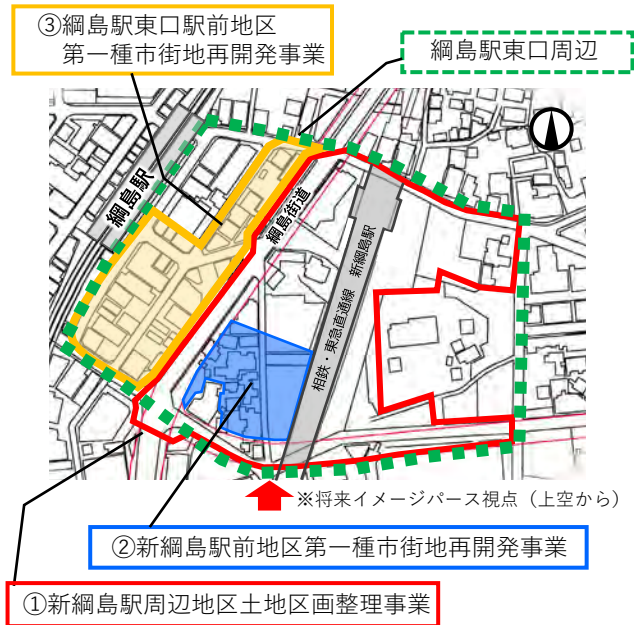 ③綱島駅東口駅前地区
第一種市街地再開発事業
綱島駅東口周辺
綱島駅
綱島街道
相鉄・東急直通線 新綱島駅
※将来イメージパース視点（上空から）
②新綱島駅前地区第一種市街地再開発事業
①新綱島駅周辺地区土地区画整理事業